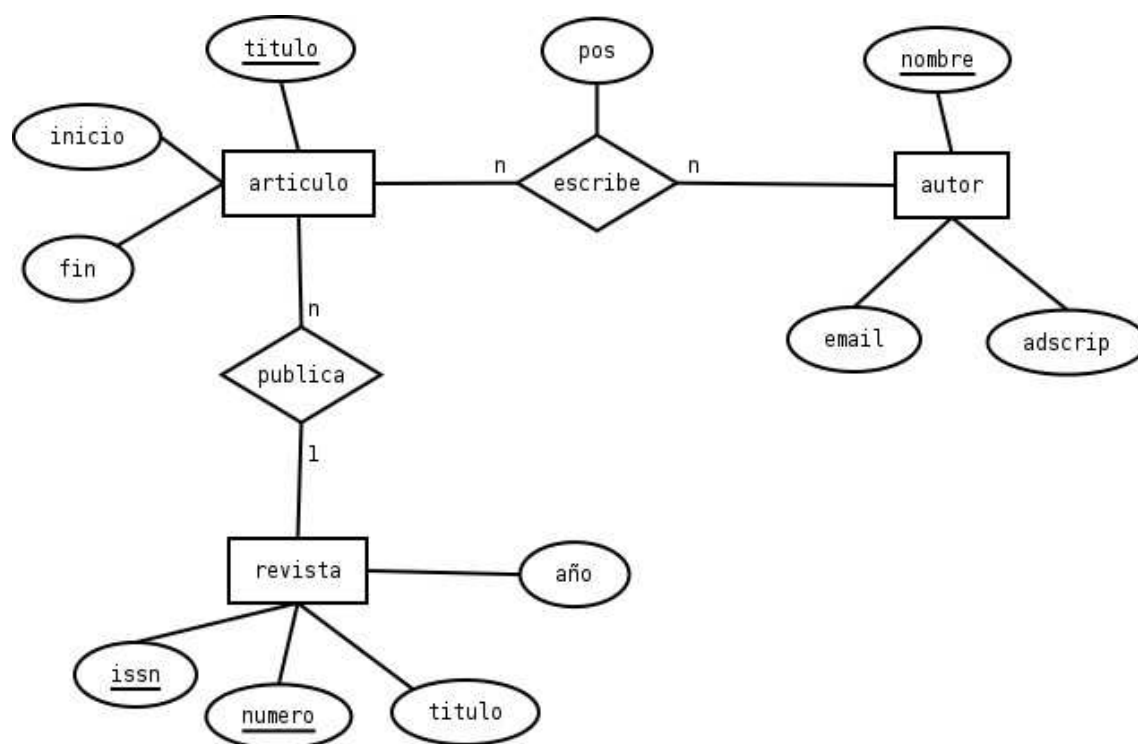 titulo
pos
nombre
inicio
articulo
n
escribe
n
autor
fin
n
email
adscrip
publica
1
revista
año
issn
numero
titulo